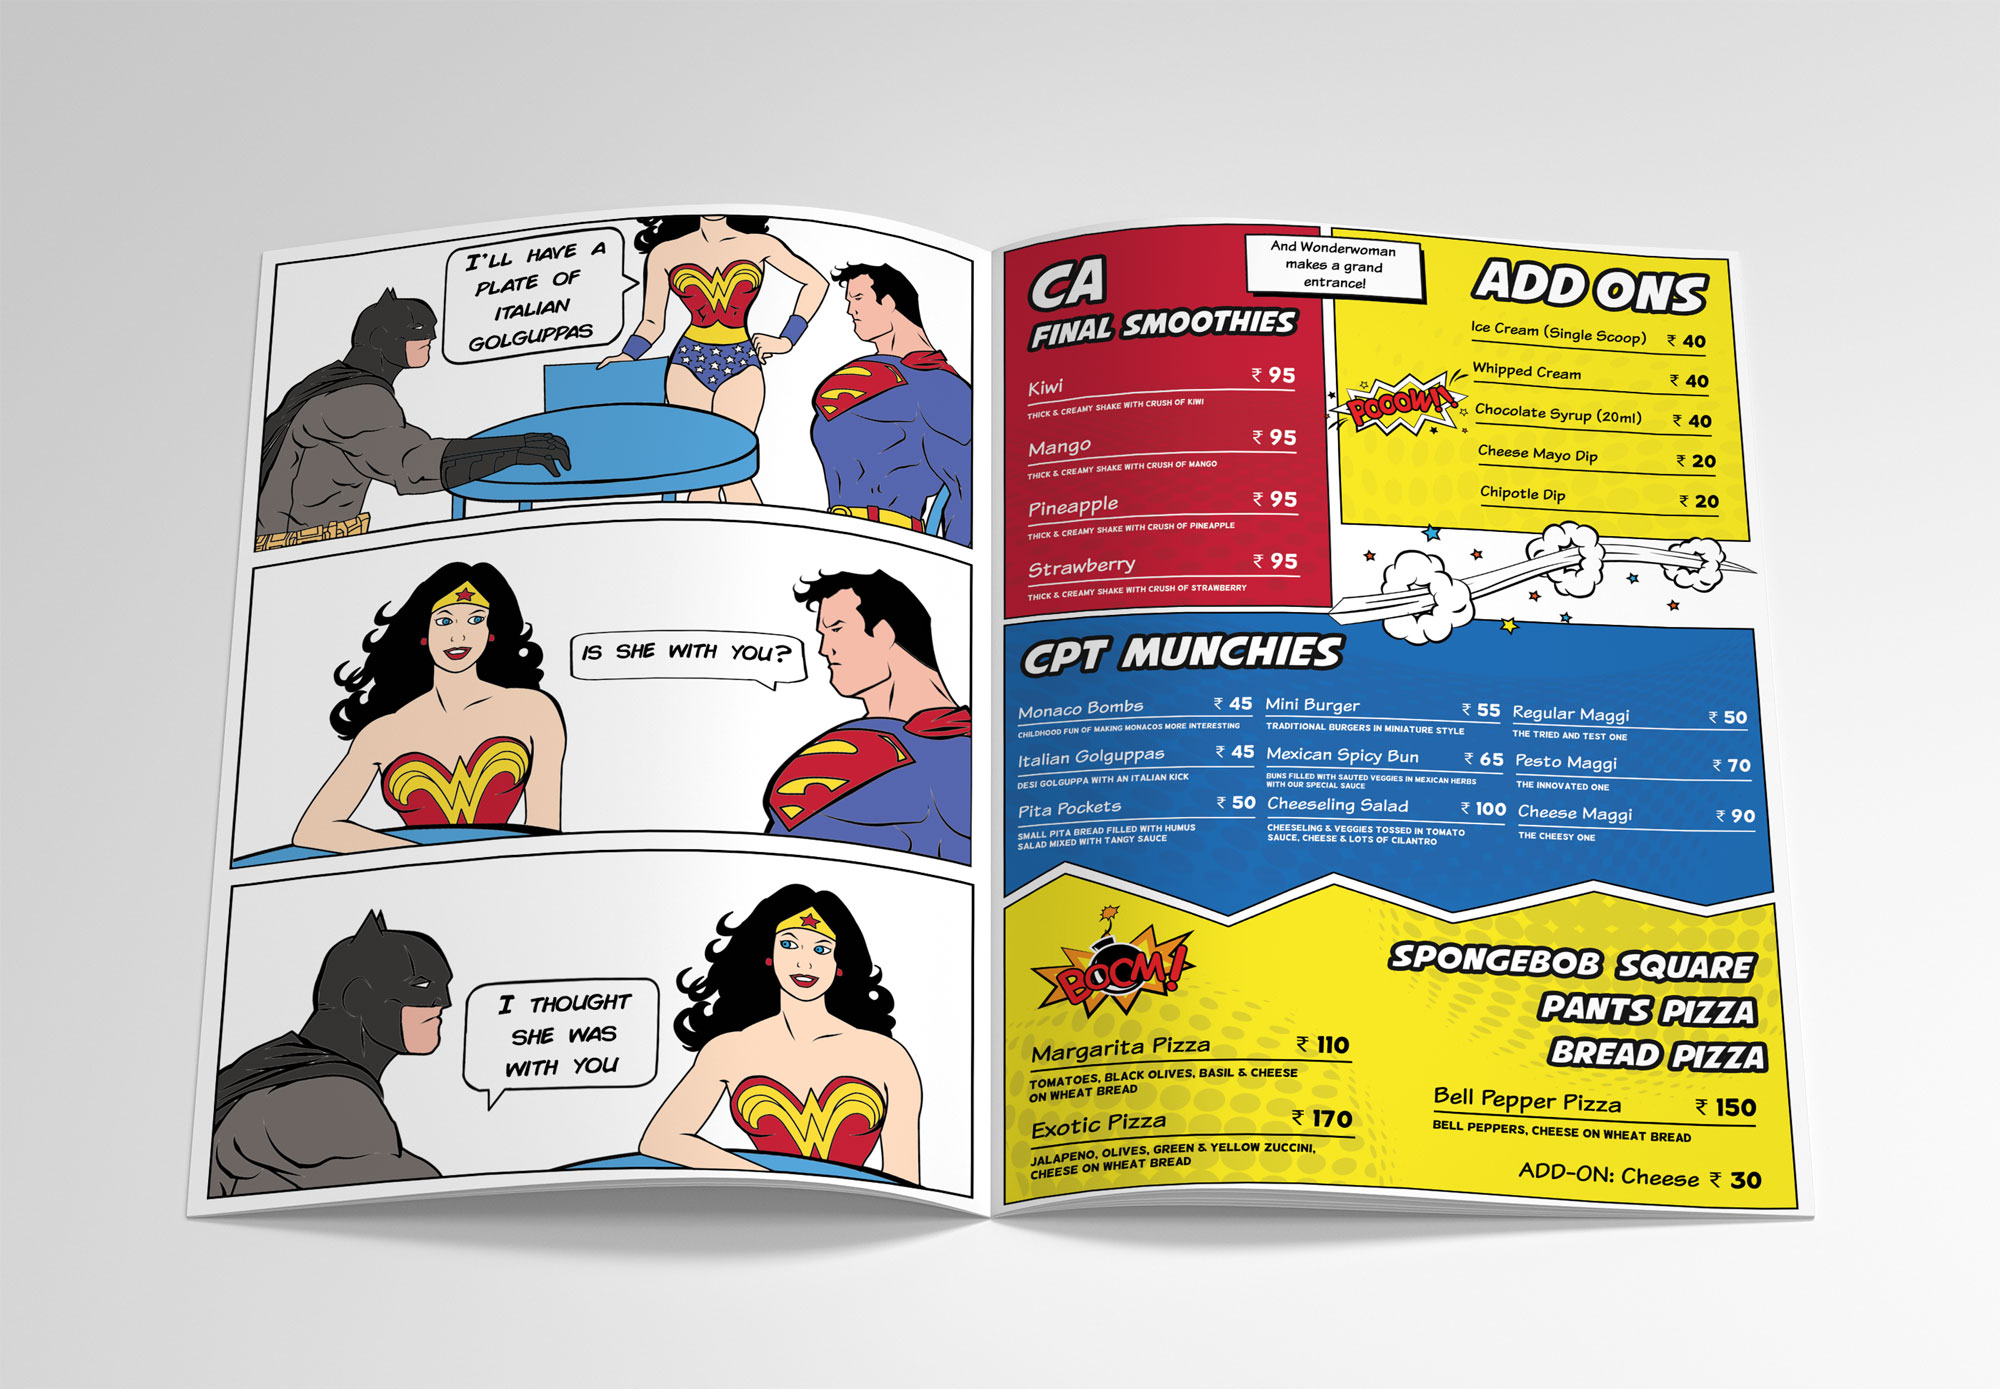 I'LL HAVE A
PLATE OF
ITALIAN
GOLGUPPAS
IS SHE WITH YOU?
I THOUGHT
SHE WAS
WITH YOU
CA
FINAL SMOOTHIES
Kiwi ₹ 95
THICK & CREAMY SHAKE WITH CRUSH OF KIWI
Mango ₹ 95
THICK & CREAMY SHAKE WITH CRUSH OF MANGO
Pineapple ₹ 95
THICK & CREAMY SHAKE WITH CRUSH OF PINEAPPLE
Strawberry ₹ 95
THICK & CREAMY SHAKE WITH CRUSH OF STRAWBERRY
And Wonderwoman
makes a grand
entrance!
ADD ONS
Ice Cream (Single Scoop) ₹ 40
Whipped Cream ₹ 40
Chocolate Syrup (20ml) ₹ 40
Cheese Mayo Dip ₹ 20
Chipotle Dip ₹ 20
POOOW!!
CPT MUNCHIES
Monaco Bombs ₹ 45
CHILDHOOD FUN OF MAKING MONACOS MORE INTERESTING
Italian Golguppas ₹ 45
DESI GOLGUPPA WITH AN ITALIAN KICK
Pita Pockets ₹ 50
SMALL PITA BREAD FILLED WITH HUMUS
SALAD MIXED WITH TANGY SAUCE
Mini Burger ₹ 55
TRADITIONAL BURGERS IN MINIATURE STYLE
Mexican Spicy Bun ₹ 65
BUNS FILLED WITH SAUTED VEGGIES IN MEXICAN HERBS
WITH OUR SPECIAL SAUCE
Cheeseling Salad ₹ 100
CHEESELING & VEGGIES TOSSED IN TOMATO
SAUCE, CHEESE & LOTS OF CILANTRO
Regular Maggi ₹ 50
THE TRIED AND TEST ONE
Pesto Maggi ₹ 70
THE INNOVATED ONE
Cheese Maggi ₹ 90
THE CHEESY ONE
BOOM!
Margarita Pizza ₹ 110
TOMATOES, BLACK OLIVES, BASIL & CHEESE
ON WHEAT BREAD
Exotic Pizza ₹ 170
JALAPENO, OLIVES, GREEN & YELLOW ZUCCINI,
CHEESE ON WHEAT BREAD
SPONGEBOB SQUARE
PANTS PIZZA
BREAD PIZZA
Bell Pepper Pizza ₹ 150
BELL PEPPERS, CHEESE ON WHEAT BREAD
ADD-ON: Cheese ₹ 30